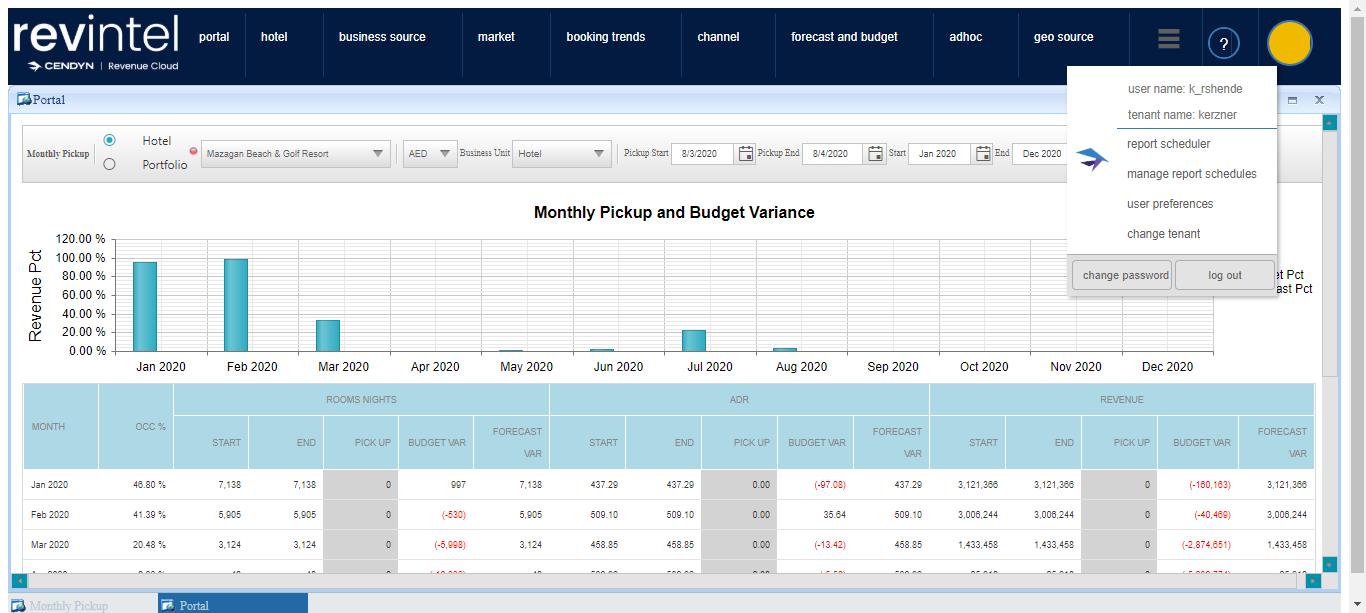 revintel
CENDYN | Revenue Cloud
portal hotel business source market booking trends channel forecast and budget adhoc geo source ?
user name: k_rshende
tenant name: kerzner
report scheduler
manage report schedules
user preferences
change tenant
change password log out
Portal
Monthly Pickup Hotel Portfolio Mazagan Beach & Golf Resort AED Business Unit Hotel Pickup Start 8/3/2020 Pickup End 8/4/2020 Start Jan 2020 End Dec 2020
Monthly Pickup and Budget Variance
Revenue Pct
120.00 %
100.00 %
80.00 %
60.00 %
40.00 %
20.00 %
0.00 %
et Pct
ast Pct
Jan 2020 Feb 2020 Mar 2020 Apr 2020 May 2020 Jun 2020 Jul 2020 Aug 2020 Sep 2020 Oct 2020 Nov 2020 Dec 2020
MONTH OCC % ROOMS NIGHTS ADR REVENUE
START END PICK UP BUDGET VAR FORECAST VAR START END PICK UP BUDGET VAR FORECAST VAR START END PICK UP BUDGET VAR FORECAST VAR
Jan 2020 46.80 % 7,138 7,138 0 997 7,138 437.29 437.29 0.00 (-97.08) 437.29 3,121,366 3,121,366 0 (-160,163) 3,121,366
Feb 2020 41.39 % 5,905 5,905 0 (-530) 5,905 509.10 509.10 0.00 35.64 509.10 3,006,244 3,006,244 0 (-40,469) 3,006,244
Mar 2020 20.48 % 3,124 3,124 0 (-5,998) 3,124 458.85 458.85 0.00 (-13.42) 458.85 1,433,458 1,433,458 0 (-2,874,651) 1,433,458
Monthly Pickup Portal